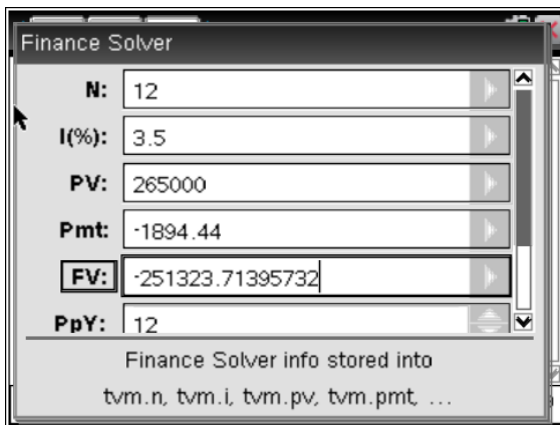 Finance Solver
N: 12
I(%): 3.5
PV: 265000
Pmt: -1894.44
FV: -251323.71395732
PpY: 12
Finance Solver info stored into
tvm.n, tvm.i, tvm.pv, tvm.pmt, ...